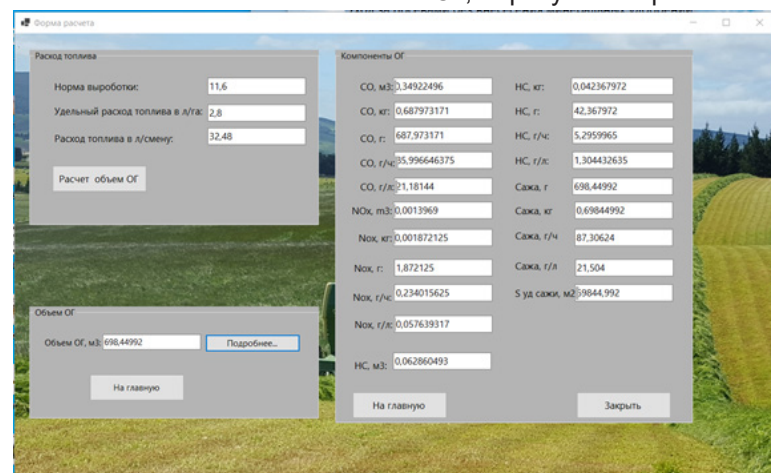 Форма расчета
Расход топлива
Норма выроботки: 11,6
Удельный расход топлива в л/га: 2,8
Расход топлива в л/смену: 32,48
Расчет объем ОГ
Объем ОГ
Объем ОГ, м3: 698,44992
Подробнее...
На главную
Компоненты ОГ
CO, м3: 0,34922496
CO, кг: 0,687973171
CO, г: 687,973171
CO, г/ч: 85,996646375
CO, г/л: 21,18144
NOx, m3: 0,0013969
Nox, кг: 0,001872125
Nox, г: 1,872125
Nox, г/ч: 0,234015625
Nox, г/л: 0,057639317
HC, м3: 0,062860493
HC, кг: 0,042367972
HC, г: 42,367972
HC, г/ч: 5,2959965
HC, г/л: 1,304432635
Сажа, г 698,44992
Сажа, кг 0,69844992
Сажа, г/ч 87,30624
Сажа, г/л 21,504
S уд сажи, м2 59844,992
На главную
Закрыть